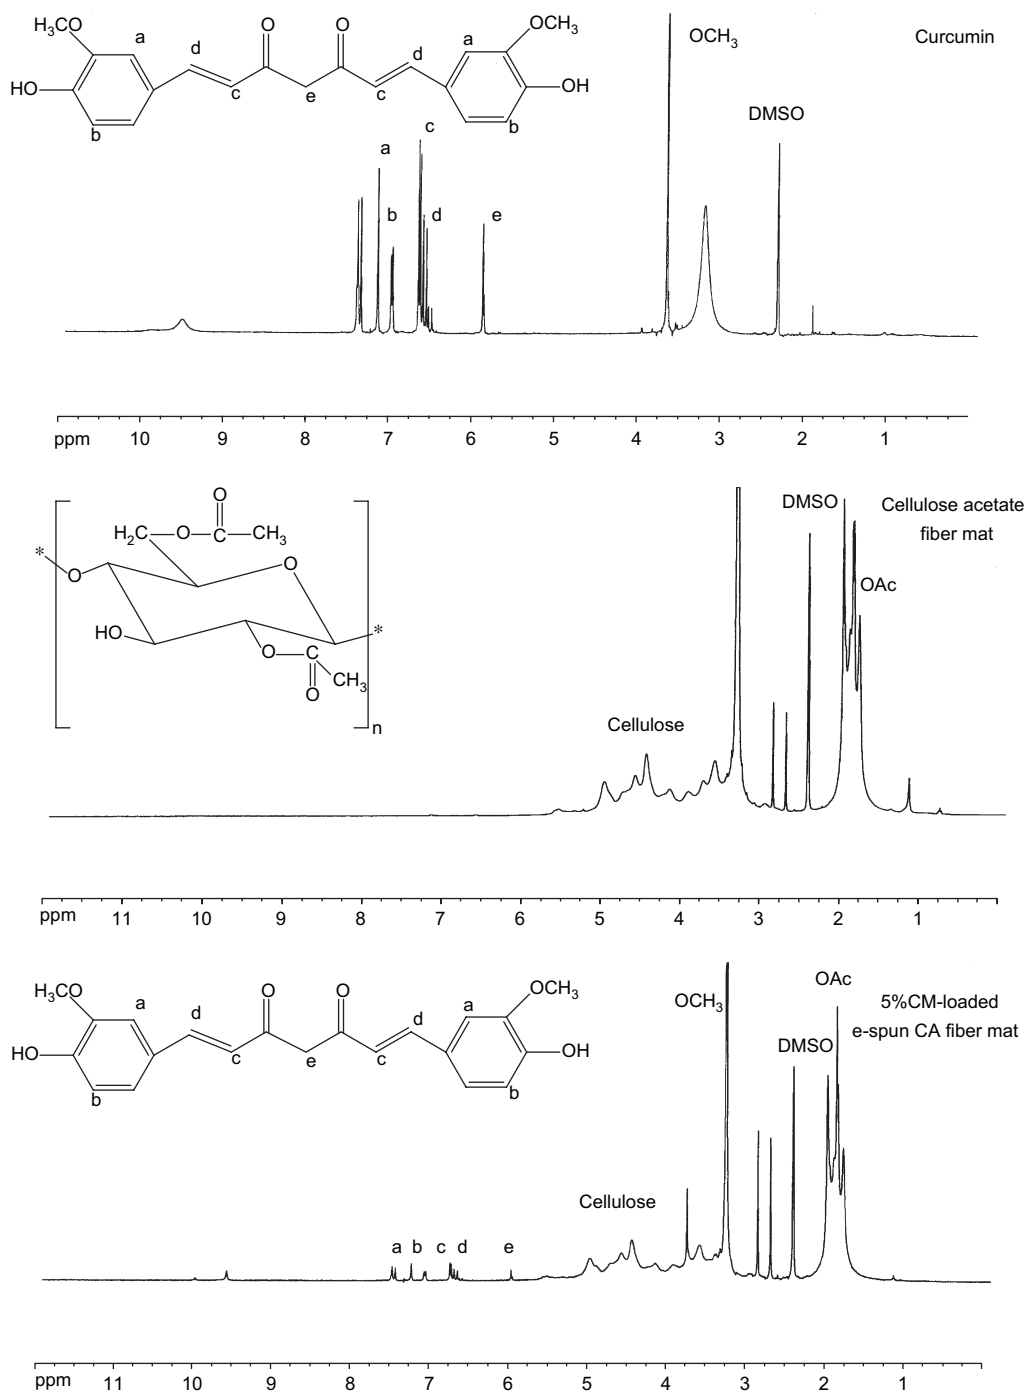 H3CO a d O O a OCH3 d
HO b c e c b OH
OCH3
Curcumin
DMSO
c
a
b d e
ppm 10 9 8 7 6 5 4 3 2 1
O
H2C O C CH3
* O O
HO *
O C CH3
O
n
DMSO
Cellulose acetate
fiber mat
OAc
Cellulose
ppm 11 10 9 8 7 6 5 4 3 2 1
H3CO a d O O a OCH3 d
HO b c e c b OH
OCH3
OAc
5%CM-loaded
e-spun CA fiber mat
DMSO
Cellulose
a b c d e
ppm 11 10 9 8 7 6 5 4 3 2 1